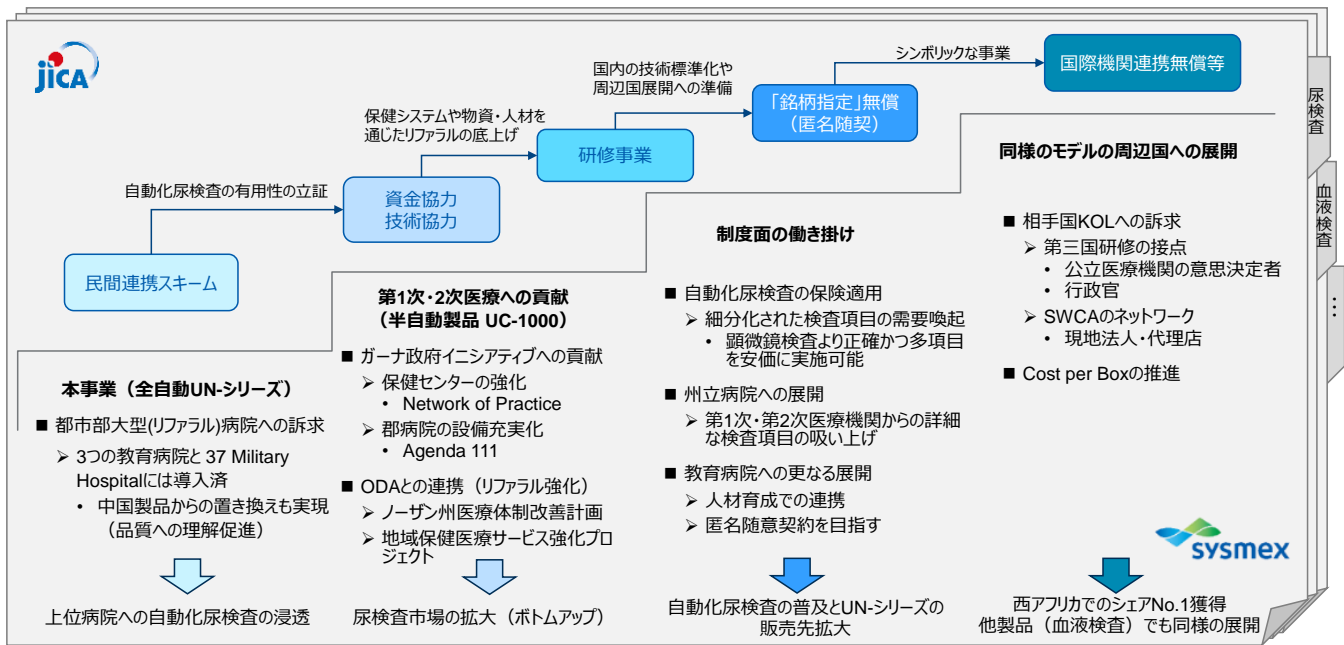 jica
シンボリックな事業
国際機関連携無償等
国内の技術標準化や
周辺国展開への準備
「銘柄指定」無償
（匿名随契）
保健システムや物資・人材を
通じたリファラルの底上げ
研修事業
自動化尿検査の有用性の立証
資金協力
技術協力
民間連携スキーム
尿検査
血液検査
…
本事業（全自動UN-シリーズ）
■ 都市部大型(リファラル)病院への訴求
➢ 3つの教育病院と 37 Military
Hospitalには導入済
• 中国製品からの置き換えも実現
（品質への理解促進）
上位病院への自動化尿検査の浸透
第1次・2次医療への貢献
（半自動製品 UC-1000）
■ ガーナ政府イニシアティブへの貢献
➢ 保健センターの強化
• Network of Practice
➢ 郡病院の設備充実化
• Agenda 111
■ ODAとの連携（リファラル強化）
➢ ノーザン州医療体制改善計画
➢ 地域保健医療サービス強化プロ
ジェクト
尿検査市場の拡大（ボトムアップ）
制度面の働き掛け
■ 自動化尿検査の保険適用
➢ 細分化された検査項目の需要喚起
• 顕微鏡検査より正確かつ多項目
を安価に実施可能
■ 州立病院への展開
➢ 第1次・第2次医療機関からの詳細
な検査項目の吸い上げ
■ 教育病院への更なる展開
➢ 人材育成での連携
➢ 匿名随意契約を目指す
自動化尿検査の普及とUN-シリーズの
販売先拡大
同様のモデルの周辺国への展開
■ 相手国KOLへの訴求
➢ 第三国研修の接点
• 公立医療機関の意思決定者
• 行政官
➢ SWCAのネットワーク
• 現地法人・代理店
■ Cost per Boxの推進
sysmex
西アフリカでのシェアNo.1獲得
他製品（血液検査）でも同様の展開